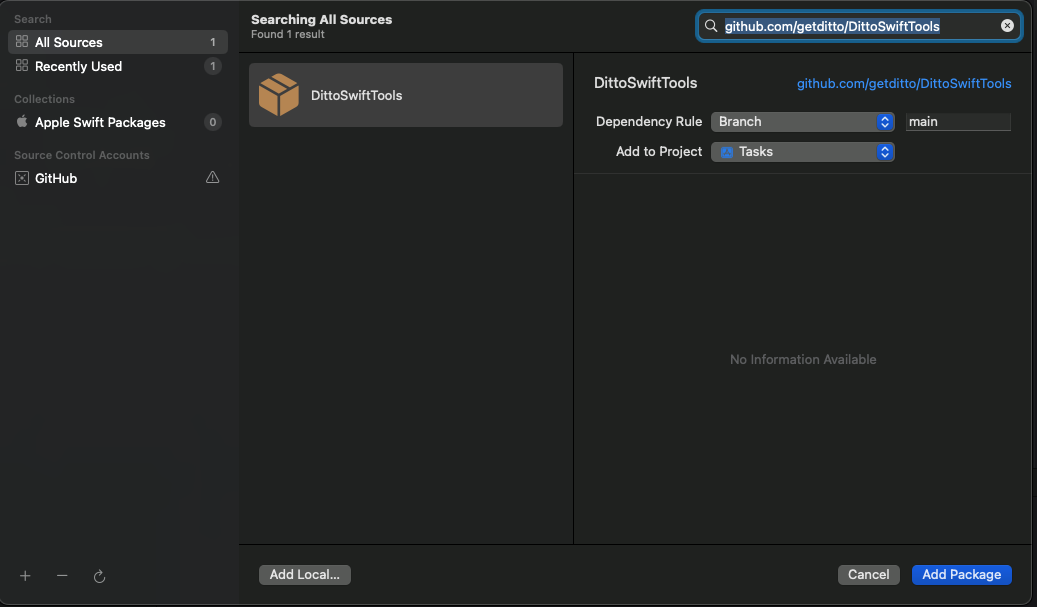 Search
All Sources 1
Recently Used 1
Collections
Apple Swift Packages 0
Source Control Accounts
GitHub
Searching All Sources
Found 1 result
github.com/getditto/DittoSwiftTools
DittoSwiftTools
DittoSwiftTools github.com/getditto/DittoSwiftTools
Dependency Rule Branch main
Add to Project Tasks
No Information Available
Add Local... Cancel Add Package